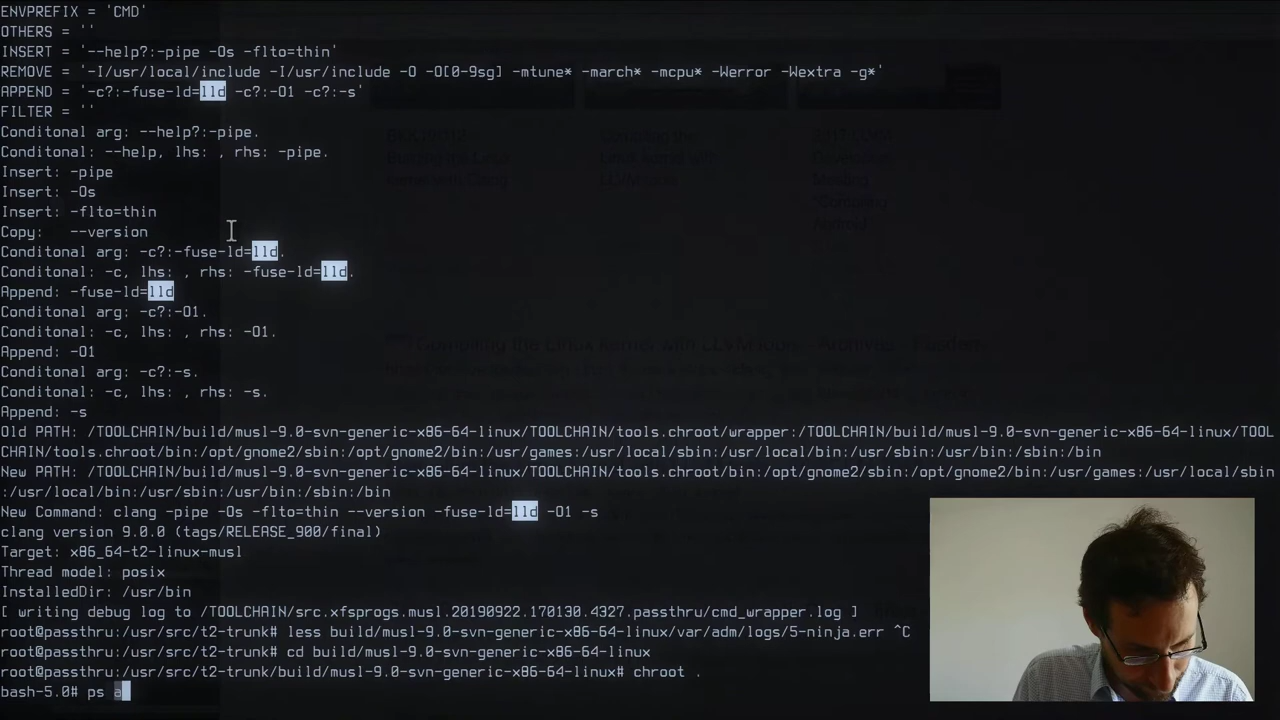 ENVPREFIX = 'CMD'
OTHERS = ''
INSERT = '--help?:-pipe -Os -flto=thin'
REMOVE = '-I/usr/local/include -I/usr/include -O -O[0-9sg] -mtune* -march* -mcpu* -Werror -Wextra -g*'
APPEND = '-c?:-fuse-ld=lld -c?:-O1 -c?:-s'
FILTER = ''
Conditonal arg: --help?:-pipe.
Conditonal: --help, lhs: , rhs: -pipe.
Insert: -pipe
Insert: -Os
Insert: -flto=thin
Copy:   --version
Conditonal arg: -c?:-fuse-ld=lld.
Conditonal: -c, lhs: , rhs: -fuse-ld=lld.
Append: -fuse-ld=lld
Conditonal arg: -c?:-O1.
Conditonal: -c, lhs: , rhs: -O1.
Append: -O1
Conditonal arg: -c?:-s.
Conditonal: -c, lhs: , rhs: -s.
Append: -s
Old PATH: /TOOLCHAIN/build/musl-9.0-svn-generic-x86-64-linux/TOOLCHAIN/tools.chroot/wrapper:/TOOLCHAIN/build/musl-9.0-svn-generic-x86-64-linux/TOOL
CHAIN/tools.chroot/bin:/opt/gnome2/sbin:/opt/gnome2/bin:/usr/games:/usr/local/sbin:/usr/local/bin:/usr/sbin:/usr/bin:/sbin:/bin
New PATH: /TOOLCHAIN/build/musl-9.0-svn-generic-x86-64-linux/TOOLCHAIN/tools.chroot/bin:/opt/gnome2/sbin:/opt/gnome2/bin:/usr/games:/usr/local/sbin
:/usr/local/bin:/usr/sbin:/usr/bin:/sbin:/bin
New Command: clang -pipe -Os -flto=thin --version -fuse-ld=lld -O1 -s
clang version 9.0.0 (tags/RELEASE_900/final)
Target: x86_64-t2-linux-musl
Thread model: posix
InstalledDir: /usr/bin
[ writing debug log to /TOOLCHAIN/src.xfsprogs.musl.20190922.170130.4327.passthru/cmd_wrapper.log ]
root@passthru:/usr/src/t2-trunk# less build/musl-9.0-svn-generic-x86-64-linux/var/adm/logs/5-ninja.err ^C
root@passthru:/usr/src/t2-trunk# cd build/musl-9.0-svn-generic-x86-64-linux
root@passthru:/usr/src/t2-trunk/build/musl-9.0-svn-generic-x86-64-linux# chroot .
bash-5.0# ps a